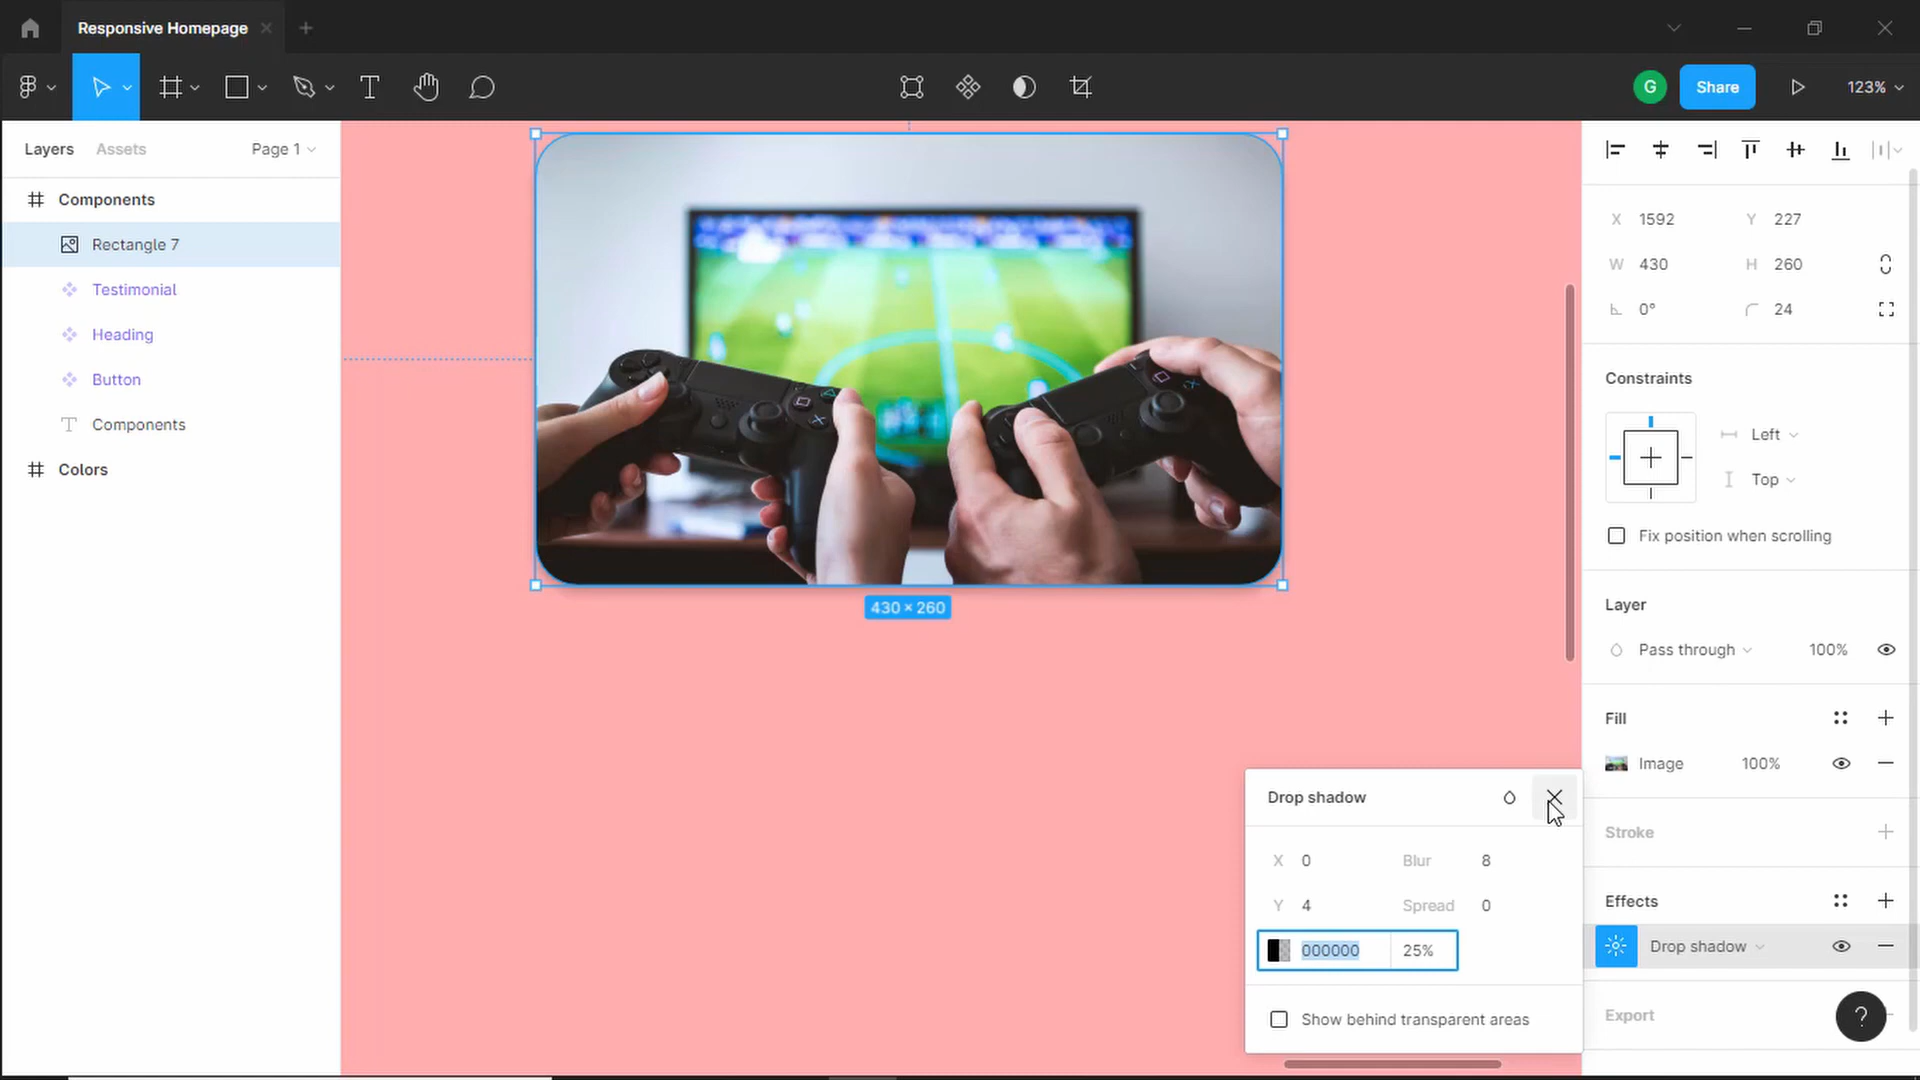 Responsive Homepage
G
Share
123%
Layers
Assets
Page 1
Components
Rectangle 7
Testimonial
Heading
Button
Components
Colors
430 × 260
X 1592
Y 227
W 430
H 260
0°
24
Constraints
Left
Top
Fix position when scrolling
Layer
Pass through
100%
Fill
Image
100%
Stroke
Effects
Drop shadow
Export
?
Drop shadow
X 0
Blur 8
Y 4
Spread 0
000000
25%
Show behind transparent areas